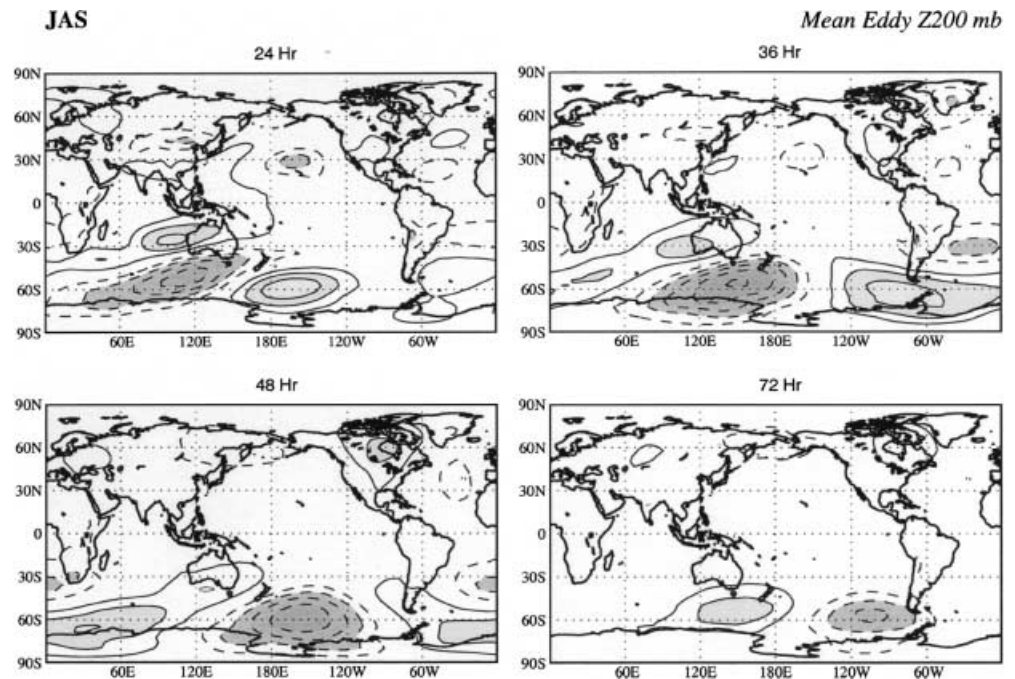 JAS Mean Eddy Z200 mb
24 Hr 36 Hr
90N 90N
60N 60N
30N 30N
0 0
30S 30S
60S 60S
90S 90S
60E 120E 180E 120W 60W 60E 120E 180E 120W 60W
48 Hr 72 Hr
90N 90N
60N 60N
30N 30N
0 0
30S 30S
60S 60S
90S 90S
60E 120E 180E 120W 60W 60E 120E 180E 120W 60W